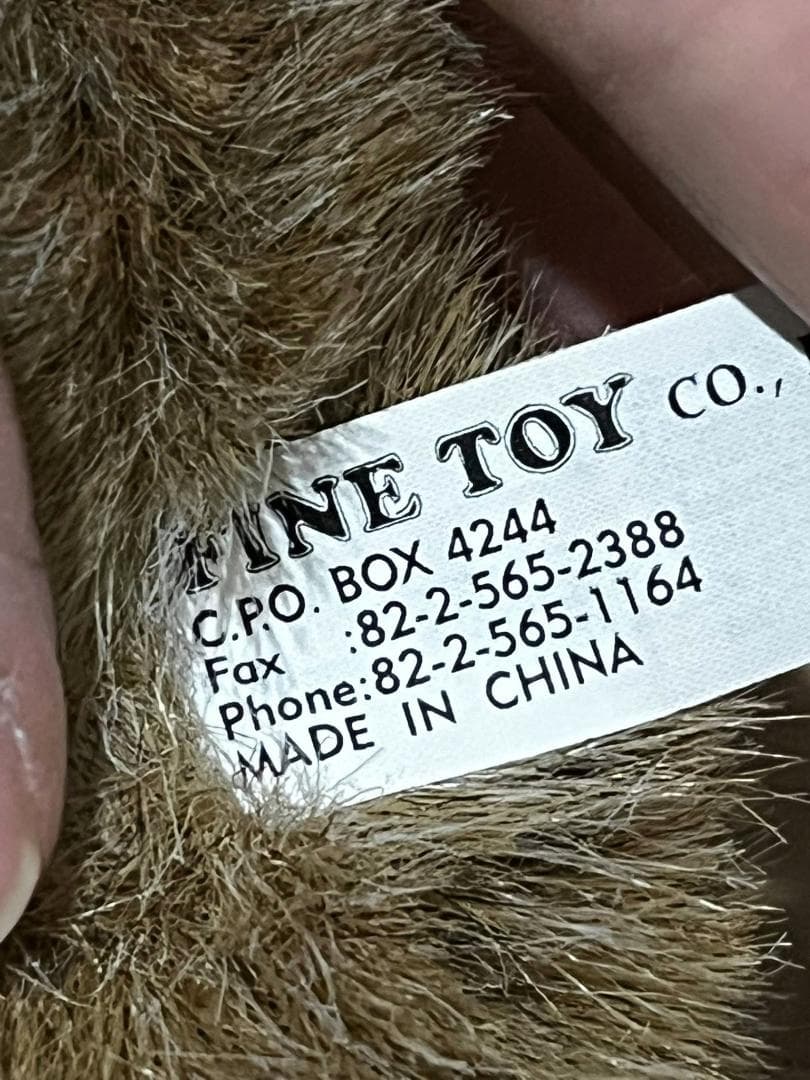 FINE TOY CO.,
C.P.O. BOX 4244
Fax :82-2-565-2388
Phone:82-2-565-1164
MADE IN CHINA